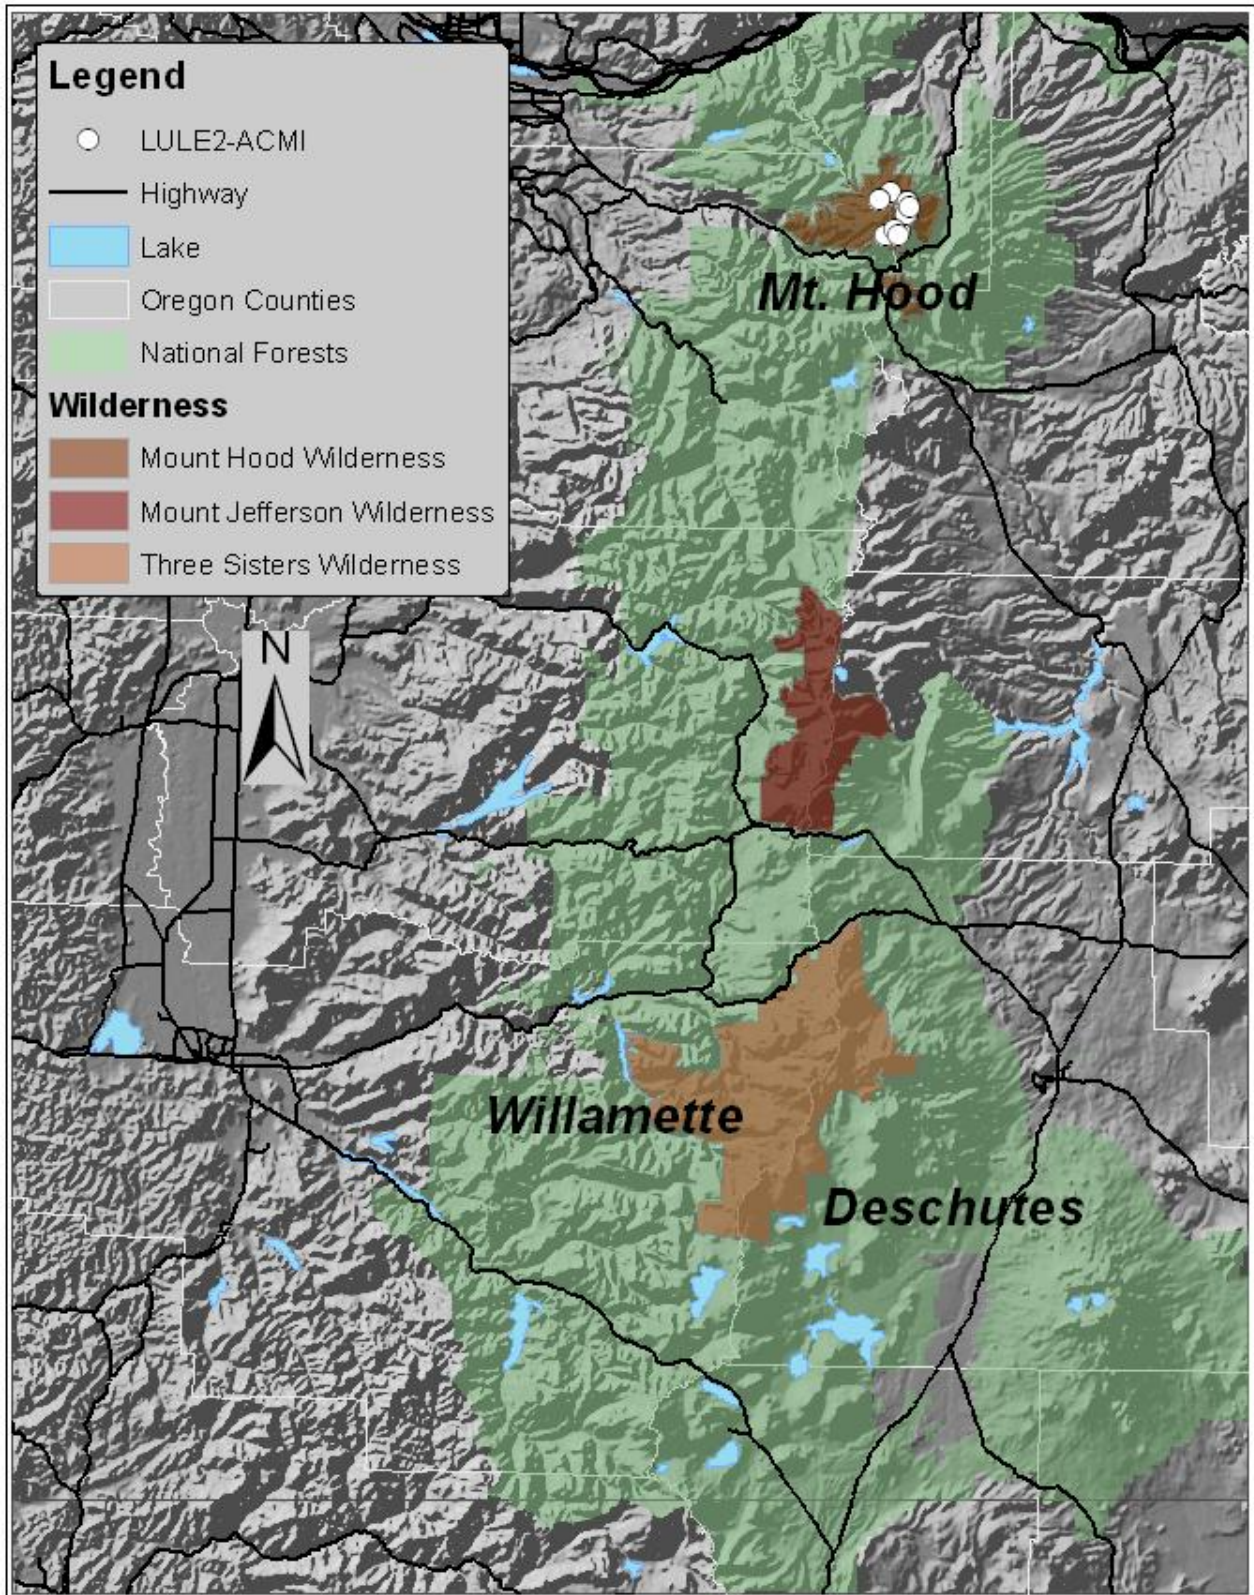 Legend
LULE2-ACMI
Highway
Lake
Oregon Counties
National Forests
Wilderness
Mount Hood Wilderness
Mount Jefferson Wilderness
Three Sisters Wilderness
N
Mt. Hood
Willamette
Deschutes